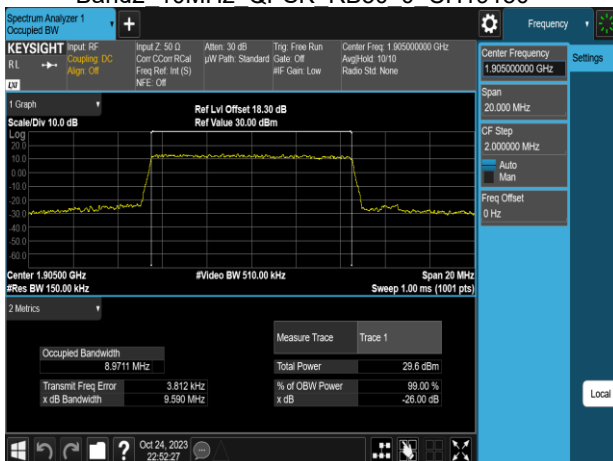 Band2_10MHz_QPSK_RB50_0_CH19150
Spectrum Analyzer 1
Occupied BW
Frequency
KEYSIGHT
RL
Input: RF
Coupling: DC
Align: Off
Input Z: 50 Ω
Corr CCorr RCal
Freq Ref: Int (S)
NFE: Off
Atten: 30 dB
µW Path: Standard
Trig: Free Run
Gate: Off
#IF Gain: Low
Center Freq: 1.905000000 GHz
Avg|Hold: 10/10
Radio Std: None
Center Frequency
1.905000000 GHz
Settings
Span
20.000 MHz
CF Step
2.000000 MHz
Auto
Man
Freq Offset
0 Hz
Local
1 Graph
Scale/Div 10.0 dB
Ref Lvl Offset 18.30 dB
Ref Value 30.00 dBm
Log
20.0
10.0
0.00
-10.0
-20.0
-30.0
-40.0
-50.0
-60.0
Center 1.90500 GHz
#Res BW 150.00 kHz
#Video BW 510.00 kHz
Span 20 MHz
Sweep 1.00 ms (1001 pts)
2 Metrics
Measure Trace Trace 1
Occupied Bandwidth
8.9711 MHz
Total Power 29.6 dBm
Transmit Freq Error 3.812 kHz
% of OBW Power 99.00 %
x dB Bandwidth 9.590 MHz
x dB -26.00 dB
Oct 24, 2023
22:52:27